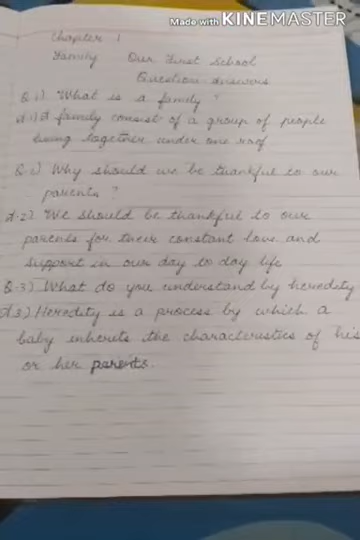 Made with KINEMASTER
Chapter 1
Family Our First School
Question-Answers
Q.1) What is a family?
A.1) A family consist of a group of people
living together under one roof
Q.2) Why should we be thankful to our
parents?
A.2) We should be thankful to our
parents for their constant love and
support in our day to day life
Q.3) What do you understand by heredity
A3) Heredity is a process by which a
baby inherits the characteristics of his
or her parents.